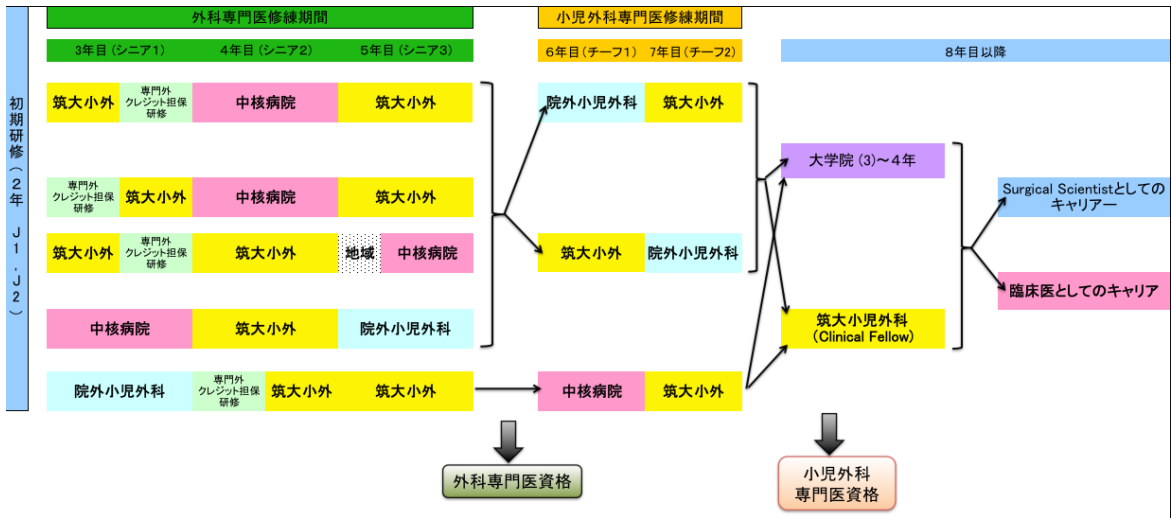 外科専門医修練期間
小児外科専門医修練期間
3年目(シニア1)
4年目(シニア2)
5年目(シニア3)
6年目(チーフ1)
7年目(チーフ2)
8年目以降
初期研修(2年 J1,J2)
筑大小外
専門外
クレジット担保
研修
中核病院
筑大小外
院外小児外科
筑大小外
専門外
クレジット担保
研修
筑大小外
中核病院
筑大小外
筑大小外
専門外
クレジット担保
研修
筑大小外
地域
中核病院
筑大小外
院外小児外科
中核病院
筑大小外
院外小児外科
院外小児外科
専門外
クレジット担保
研修
筑大小外
筑大小外
中核病院
筑大小外
大学院 (3)~4年
筑大小児外科
(Clinical Fellow)
Surgical Scientistとしての
キャリアー
臨床医としてのキャリア
外科専門医資格
小児外科
専門医資格